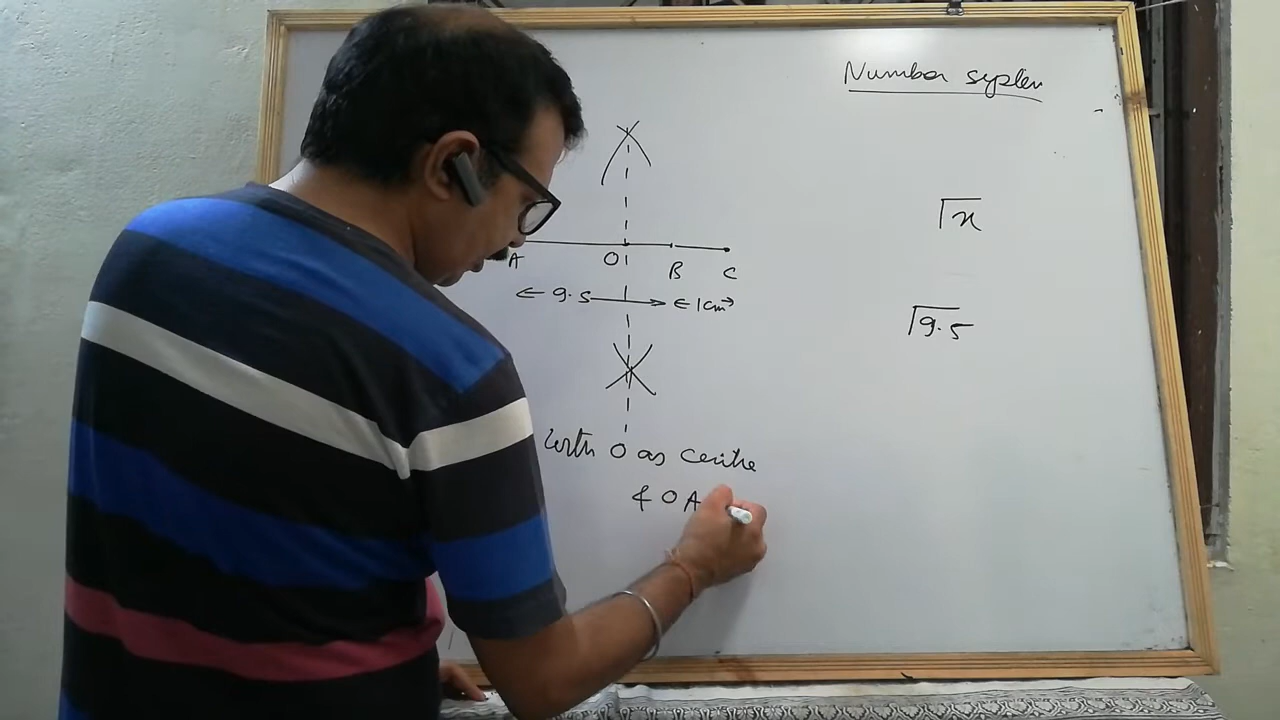 Number system
√x
A O B C
← 9.5 → ← 1cm →
√9.5
With O as centre
& OA